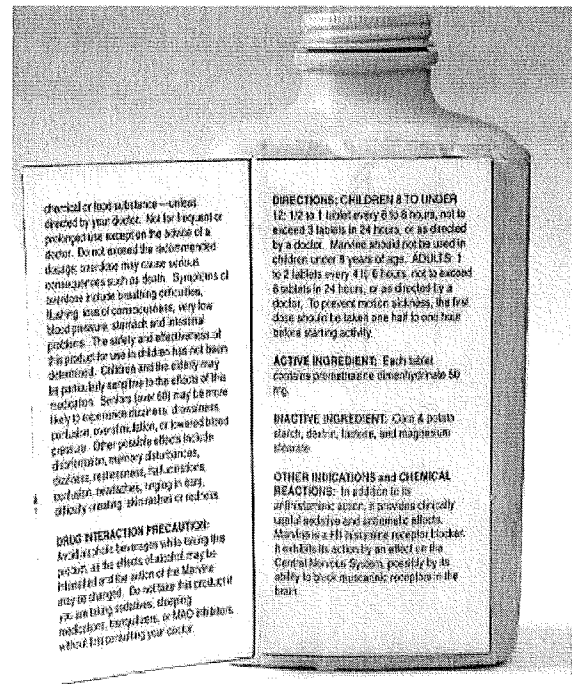 chemical or food substance—unless
directed by your doctor. Not for frequent or
prolonged use except on the advice of a
doctor. Do not exceed the recommended
dosage; overdose may cause serious
consequences such as death. Symptoms of
overdose include breathing difficulties,
flushing, loss of consciousness, very low
blood pressure, stomach and intestinal
problems. The safety and effectiveness of
this product for use in children has not been
determined. Children and the elderly may
be particularly sensitive to the effects of this
medication. Seniors (over 60) may be more
likely to experience dizziness, drowsiness,
confusion, overstimulation, or lowered blood
pressure. Other possible effects include
disorientation, memory disturbances,
dizziness, restlessness, hallucinations,
confusion, headaches, ringing in ears,
difficulty urinating, skin rashes or redness.
DRUG INTERACTION PRECAUTION:
Avoid alcoholic beverages while taking this
product, as the effects of alcohol may be
intensified and the action of the Marvine
may be changed. Do not take this product if
you are taking sedatives, sleeping
medications, tranquilizers, or MAO inhibitors
without first consulting your doctor.
DIRECTIONS: CHILDREN 8 TO UNDER
12: 1/2 to 1 tablet every 6 to 8 hours, not to
exceed 3 tablets in 24 hours, or as directed
by a doctor. Marvine should not be used in
children under 8 years of age. ADULTS: 1
to 2 tablets every 4 to 6 hours, not to exceed
8 tablets in 24 hours, or as directed by a
doctor. To prevent motion sickness, the first
dose should be taken one half to one hour
before starting activity.
ACTIVE INGREDIENT: Each tablet
contains promethazine dimenhydrinate 50
mg.
INACTIVE INGREDIENT: Corn & potato
starch, dextrin, lactose, and magnesium
stearate.
OTHER INDICATIONS and CHEMICAL
REACTIONS: In addition to its
antihistaminic action, it provides clinically
useful sedative and antiemetic effects.
Marvine is a H1 histamine receptor blocker.
It exhibits its action by an effect on the
Central Nervous System, possibly by its
ability to block muscarinic receptors in the
brain.